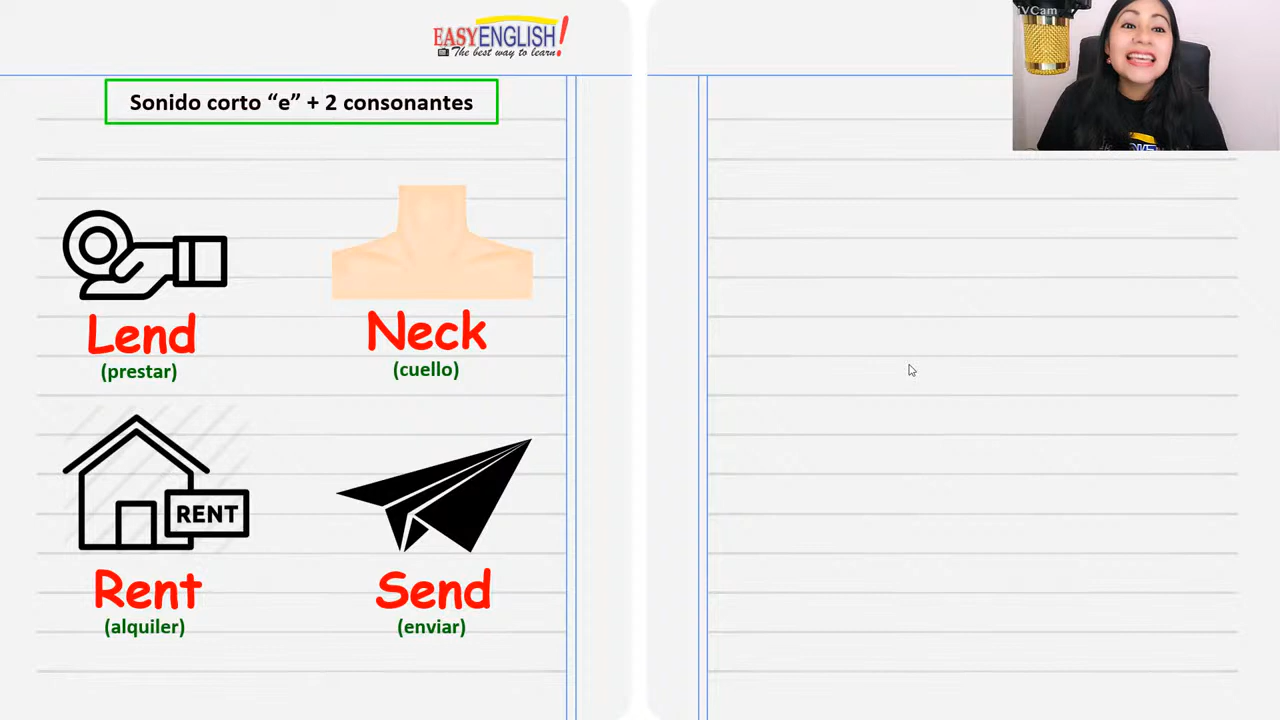 EASYENGLISH!
The best way to learn!
iVCam
Sonido corto “e” + 2 consonantes
Lend
(prestar)
Neck
(cuello)
RENT
Rent
(alquiler)
Send
(enviar)